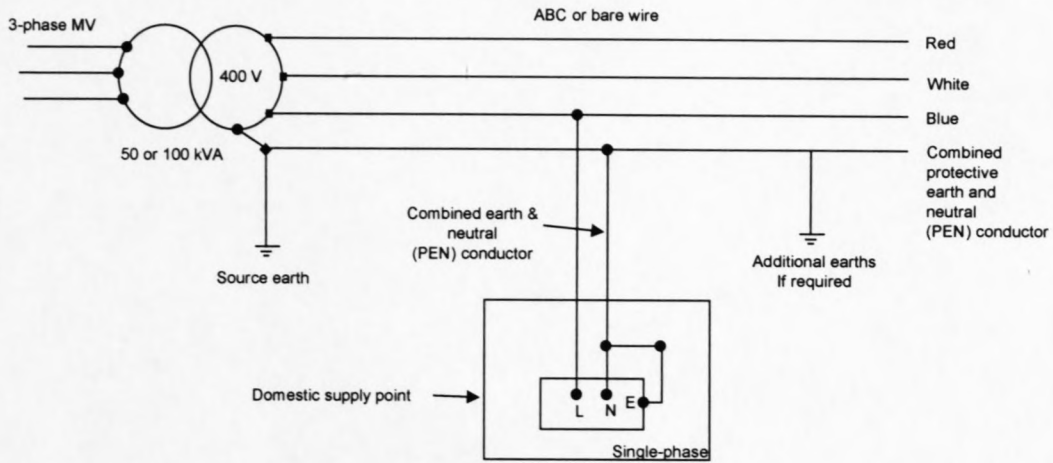 ABC or bare wire
3-phase MV
Red
400 V
White
Blue
50 or 100 kVA
Combined
protective
earth and
neutral
(PEN) conductor
Combined earth &
neutral
(PEN) conductor
Source earth
Additional earths
If required
Domestic supply point
L N E
Single-phase